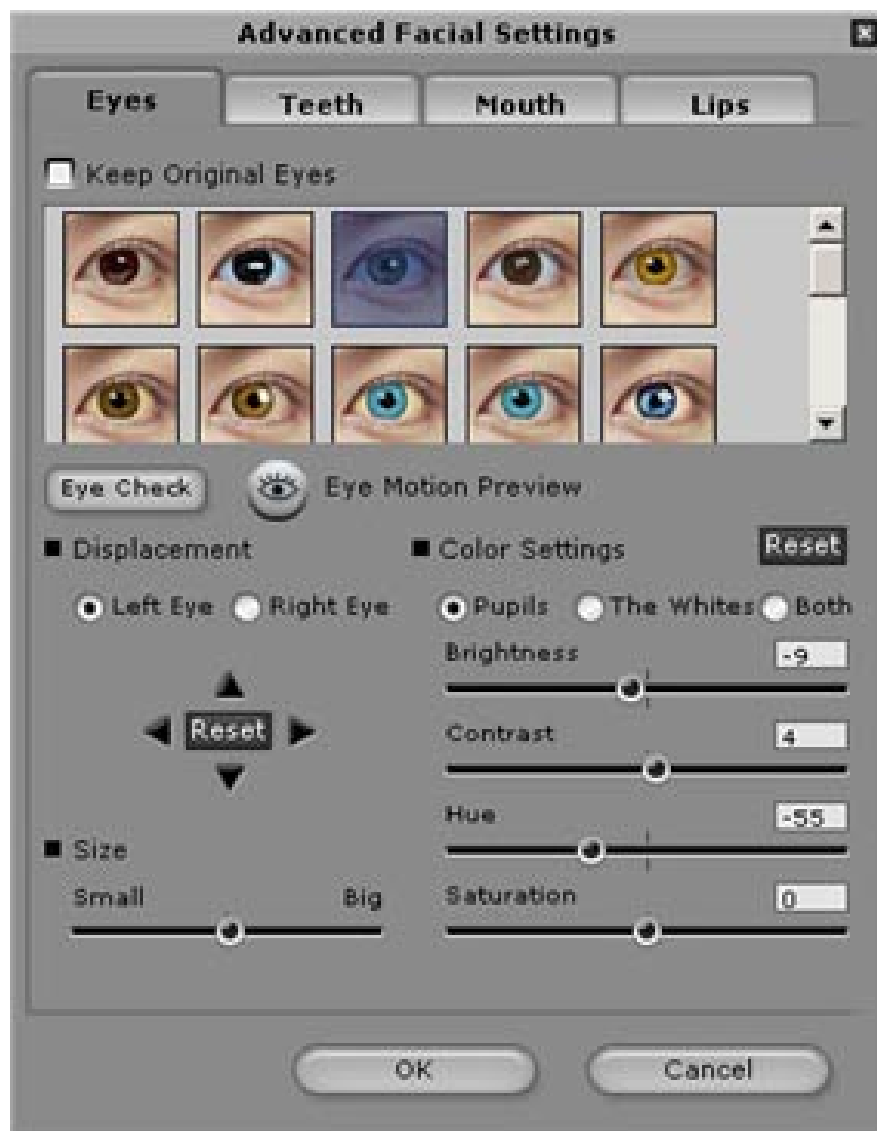 Advanced Facial Settings
Eyes Teeth Mouth Lips
Keep Original Eyes
Eye Check Eye Motion Preview
Displacement Color Settings Reset
Left Eye Right Eye Pupils The Whites Both
Brightness -9
Reset Contrast 4
Hue -55
Size
Small Big Saturation 0
OK Cancel